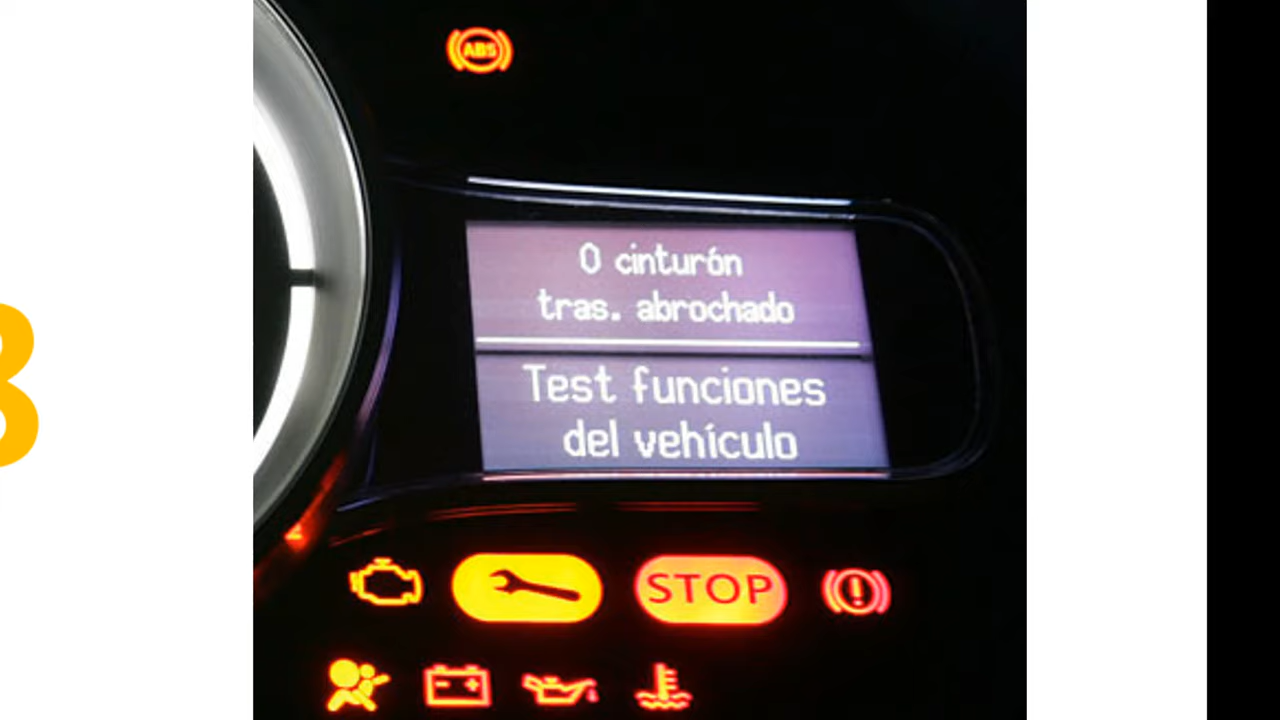 ABS
0 cinturón
tras. abrochado
Test funciones
del vehículo
STOP